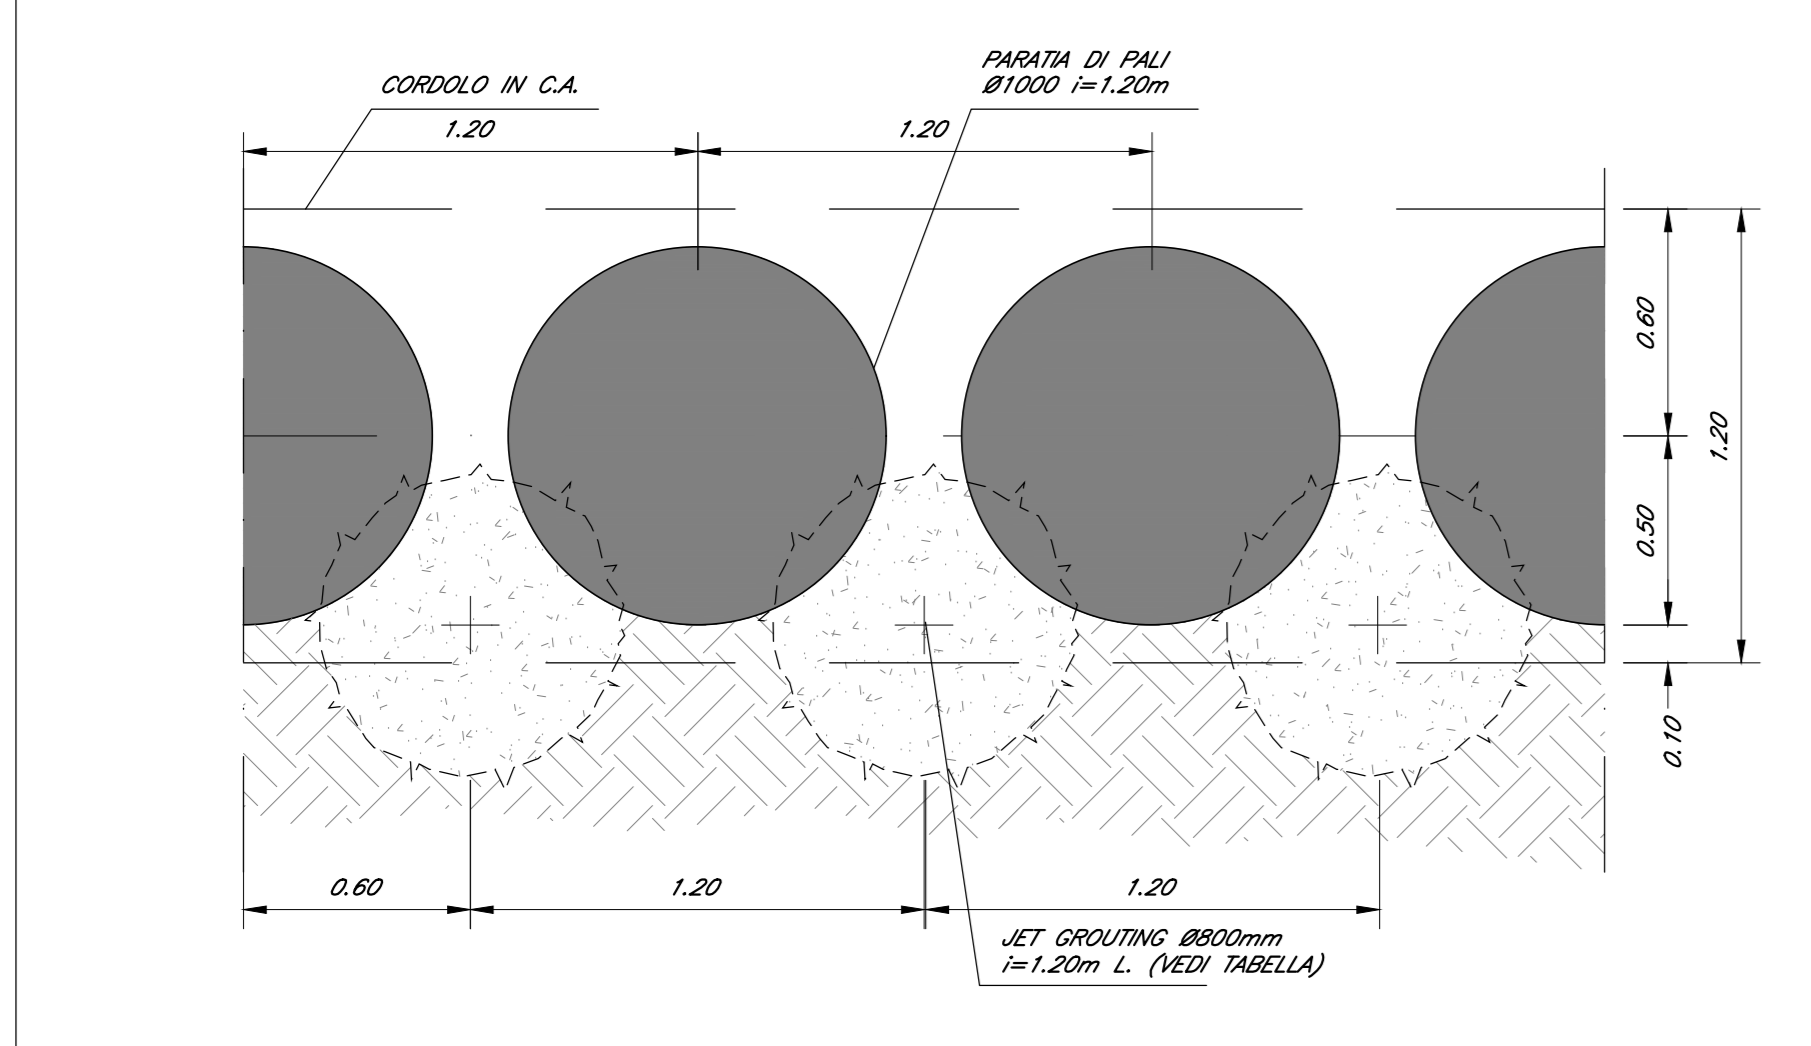 CORDOLO IN C.A.
PARATIA DI PALI
Ø1000 i=1.20m
1.20
1.20
0.60
1.20
0.50
0.10
0.60
1.20
1.20
JET GROUTING Ø800mm
i=1.20m L. (VEDI TABELLA)